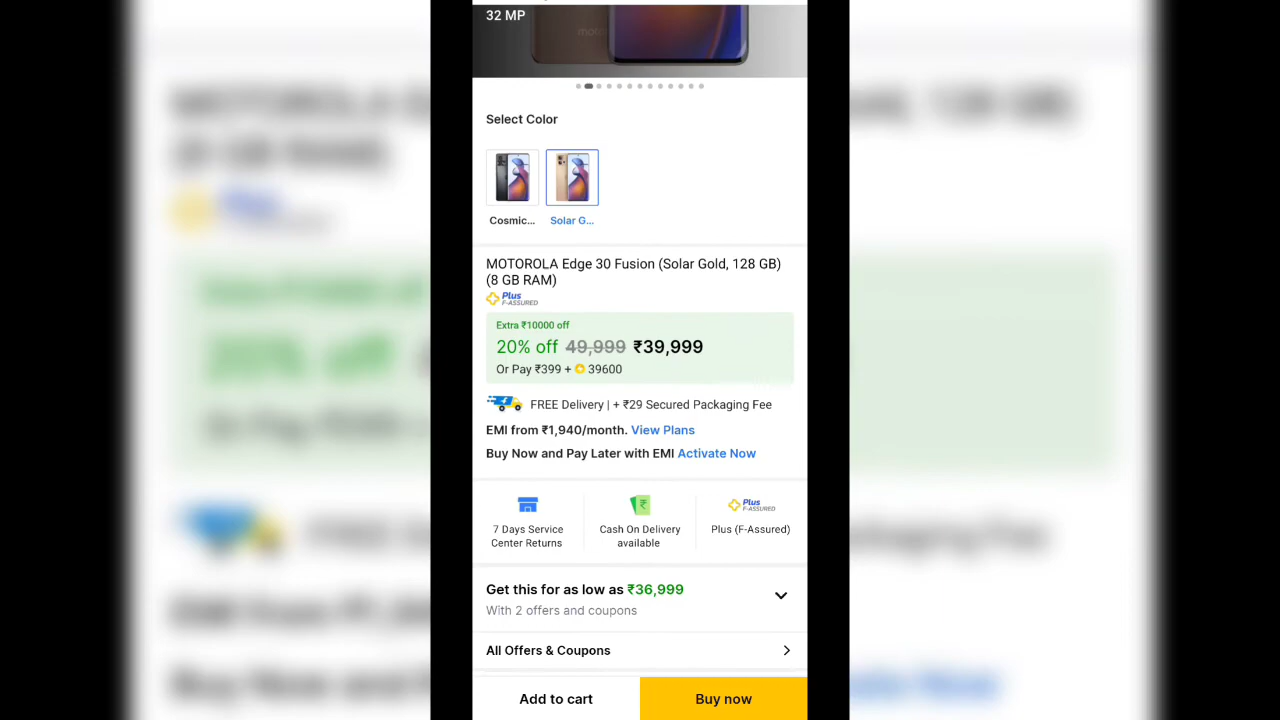 32 MP
Select Color
Cosmic...
Solar G...
MOTOROLA Edge 30 Fusion (Solar Gold, 128 GB)
(8 GB RAM)
Plus
F-ASSURED
Extra ₹10000 off
20% off 49,999 ₹39,999
Or Pay ₹399 + 39600
FREE Delivery | + ₹29 Secured Packaging Fee
EMI from ₹1,940/month. View Plans
Buy Now and Pay Later with EMI Activate Now
Plus
F-ASSURED
7 Days Service
Center Returns
Cash On Delivery
available
Plus (F-Assured)
Get this for as low as ₹36,999
With 2 offers and coupons
All Offers & Coupons
Add to cart
Buy now